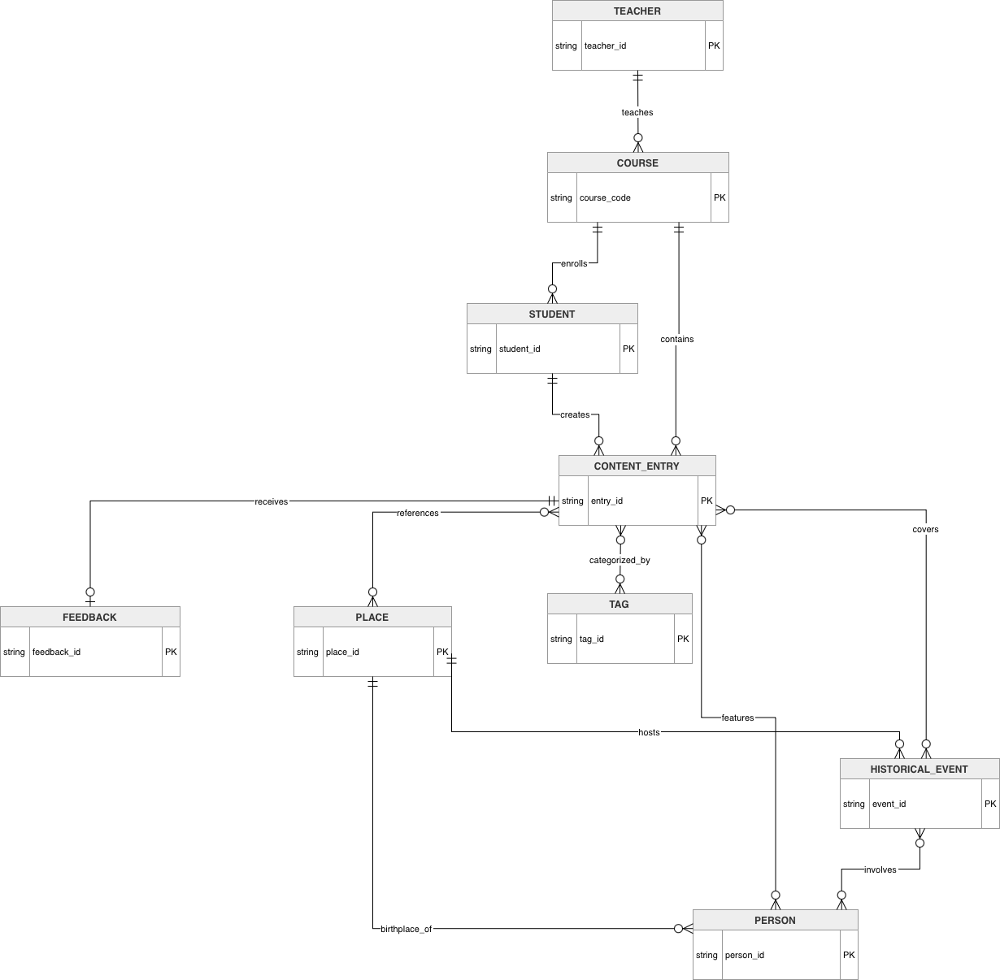 TEACHER
string teacher_id PK
teaches
COURSE
string course_code PK
enrolls
STUDENT
string student_id PK
contains
creates
CONTENT_ENTRY
string entry_id PK
receives
references
covers
categorized_by
FEEDBACK
string feedback_id PK
PLACE
string place_id PK
TAG
string tag_id PK
features
hosts
HISTORICAL_EVENT
string event_id PK
involves
birthplace_of
PERSON
string person_id PK